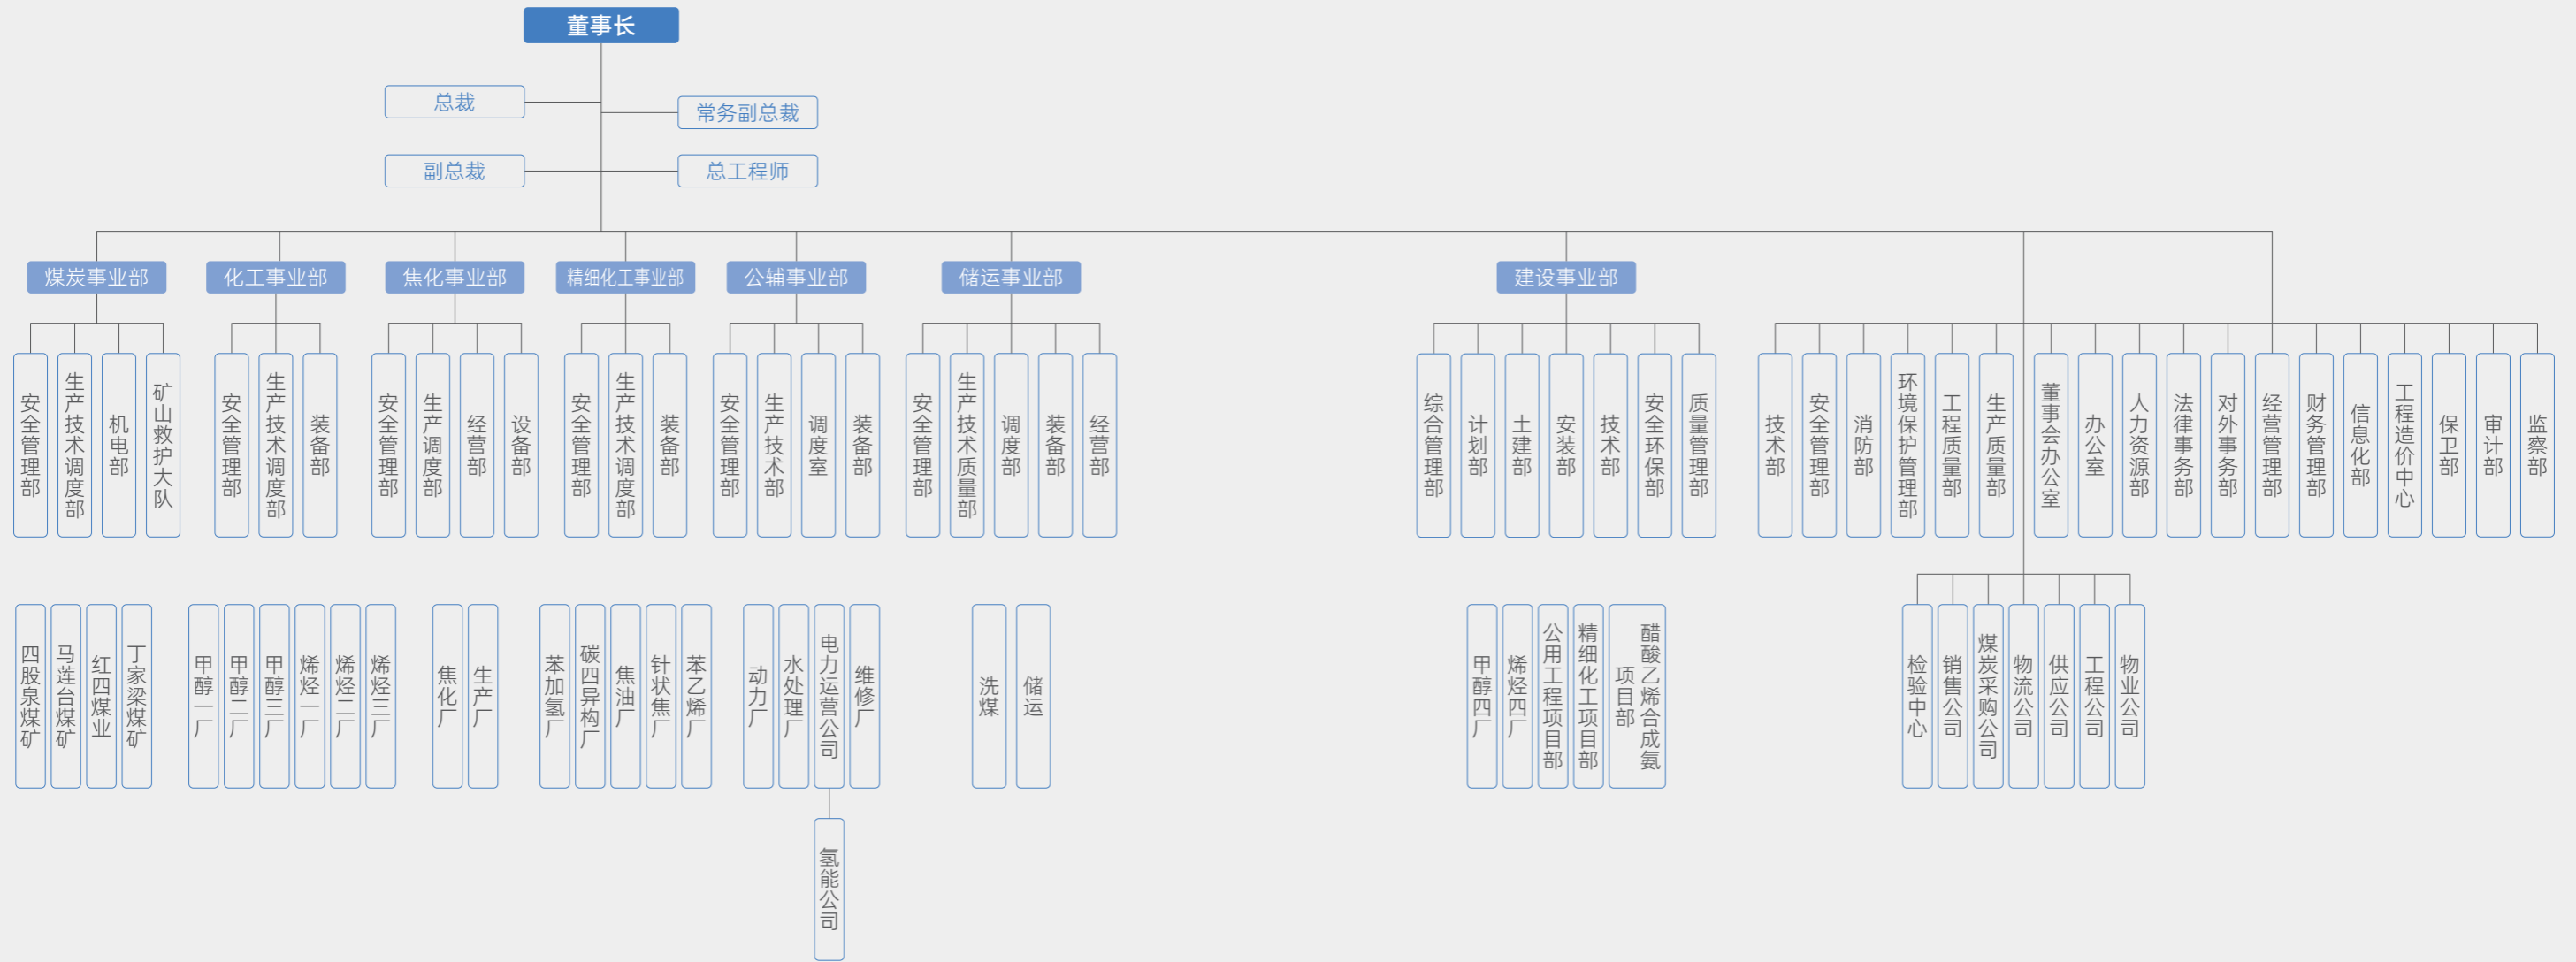 董事长
总裁
常务副总裁
副总裁
总工程师
煤炭事业部
化工事业部
焦化事业部
精细化工事业部
公辅事业部
储运事业部
建设事业部
安全管理部
生产技术调度部
机电部
矿山救护大队
安全管理部
生产技术调度部
装备部
安全管理部
生产调度部
经营部
设备部
安全管理部
生产技术调度部
装备部
安全管理部
生产技术部
调度室
装备部
安全管理部
生产技术质量部
调度部
装备部
经营部
综合管理部
计划部
土建部
安装部
技术部
安全环保部
质量管理部
技术部
安全管理部
消防部
环境保护管理部
工程质量部
生产质量部
董事会办公室
办公室
人力资源部
法律事务部
对外事务部
经营管理部
财务管理部
信息化部
工程造价中心
保卫部
审计部
监察部
四股泉煤矿
马莲台煤矿
红四煤业
丁家梁煤矿
甲醇一厂
甲醇二厂
甲醇三厂
烯烃一厂
烯烃二厂
烯烃三厂
焦化厂
生产厂
苯加氢厂
碳四异构厂
焦油厂
针状焦厂
苯乙烯厂
动力厂
水处理厂
电力运营公司
维修厂
洗煤
储运
甲醇四厂
烯烃四厂
公用工程项目部
精细化工项目部
醋酸乙烯合成氨
项目部
检验中心
销售公司
煤炭采购公司
物流公司
供应公司
工程公司
物业公司
氢能公司